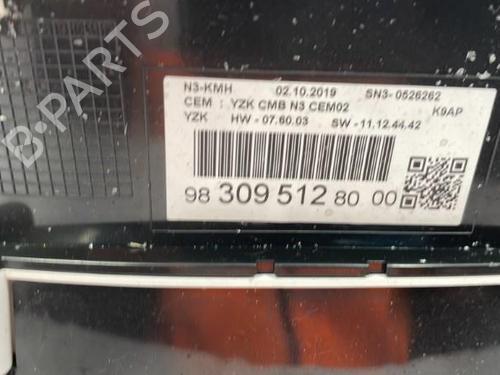 N3-KMH 02.10.2019 SN3-0526262
CEM : YZK CMB N3 CEM02 K9AP
YZK HW - 07.60.03 SW - 11.12.44.42
98 309 512 80 00
B-PARTS